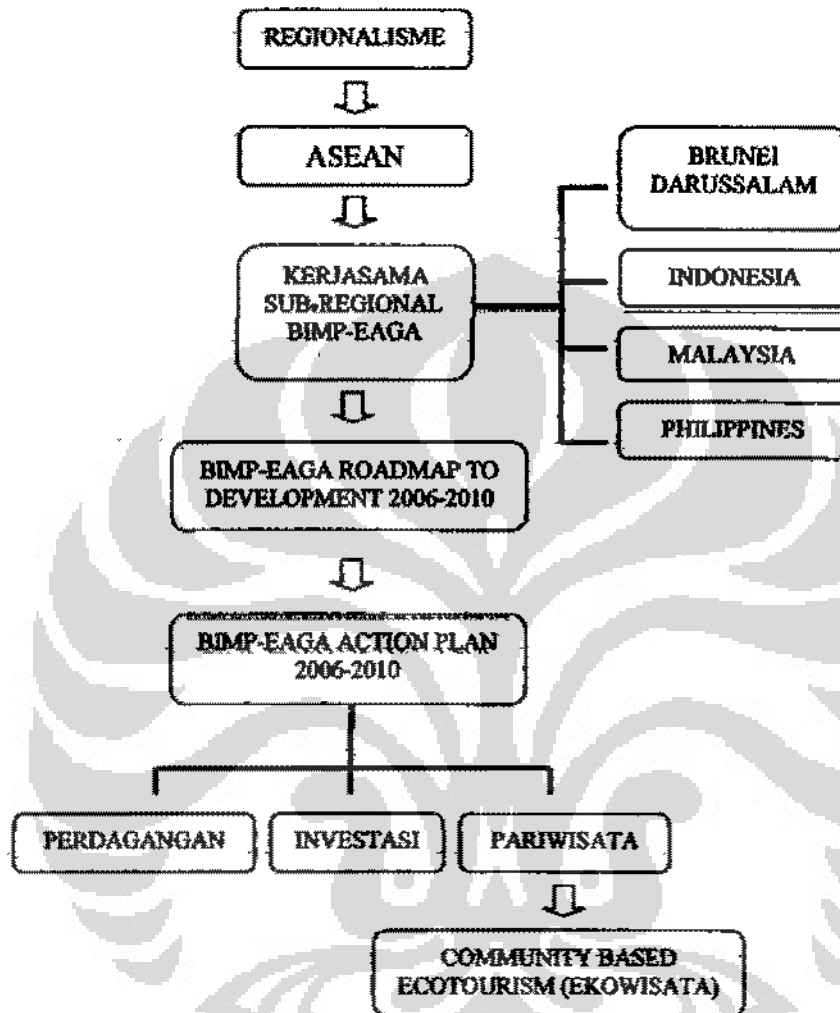 REGIONALISME
ASEAN
KERJASAMA
SUB-REGIONAL
BIMP-EAGA
BRUNEI
DARUSSALAM
INDONESIA
MALAYSIA
PHILIPPINES
BIMP-EAGA ROADMAP TO
DEVELOPMENT 2006-2010
BIMP-EAGA ACTION PLAN
2006-2010
PERDAGANGAN
INVESTASI
PARIWISATA
COMMUNITY BASED
ECOTOURISM (EKOWISATA)